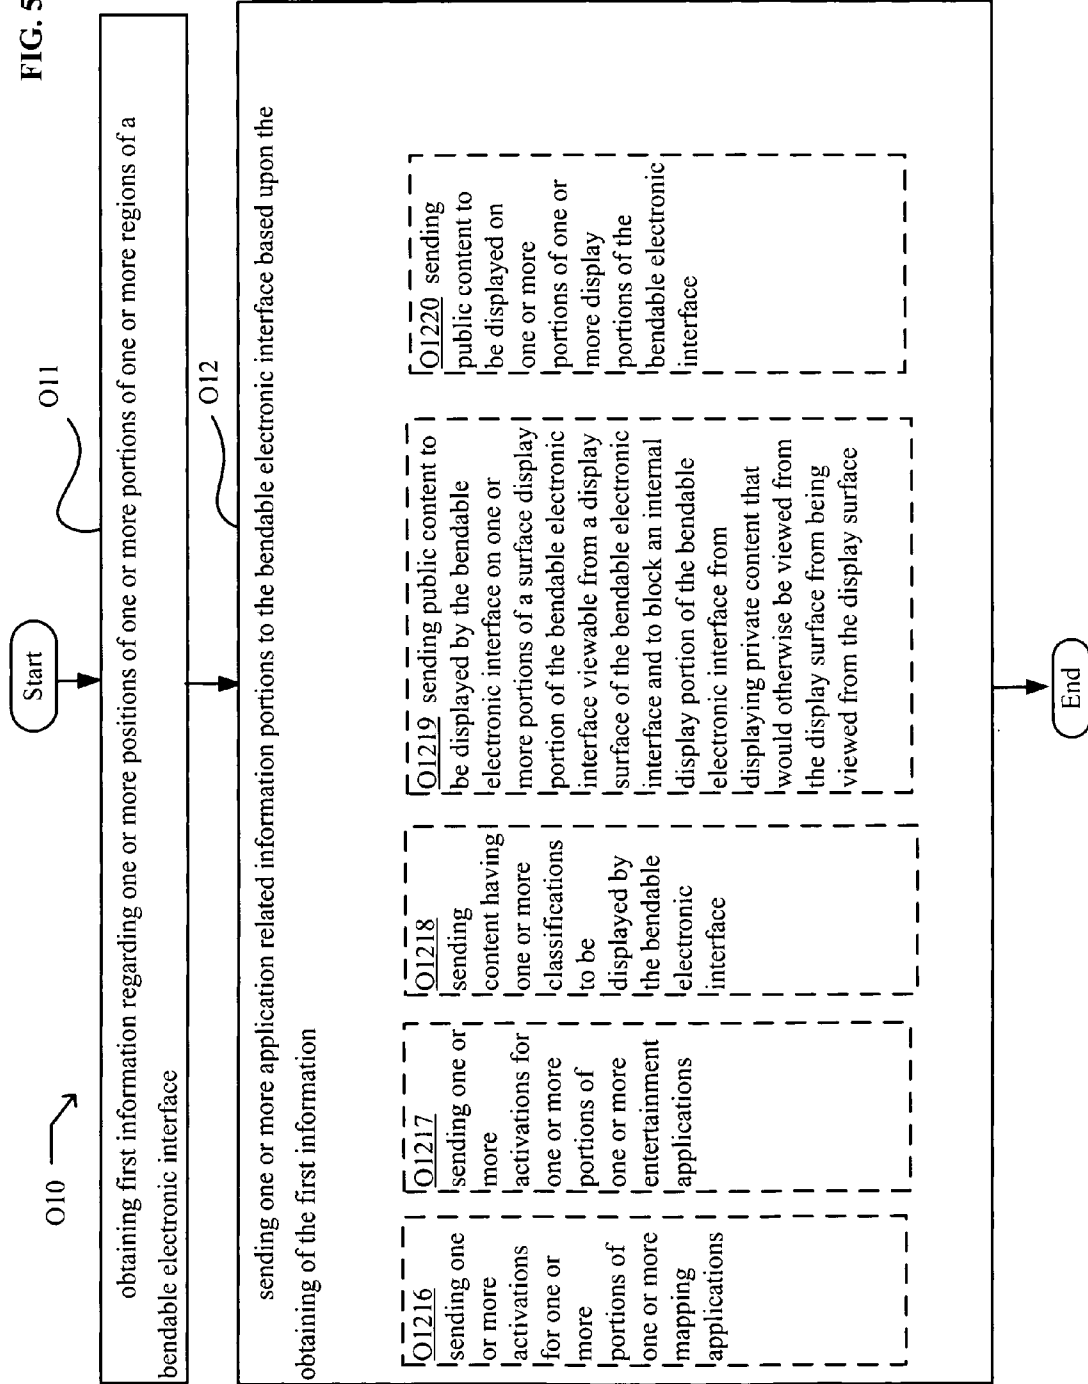 FIG. 5
Start
O10
O11
obtaining first information regarding one or more positions of one or more portions of one or more regions of a
bendable electronic interface
O12
sending one or more application related information portions to the bendable electronic interface based upon the
obtaining of the first information
O1216
sending one
or more
activations
for one or
more
portions of
one or more
mapping
applications
O1217
sending one or
more
activations for
one or more
portions of
one or more
entertainment
applications
O1218
sending
content having
one or more
classifications
to be
displayed by
the bendable
electronic
interface
O1219 sending public content to
be displayed by the bendable
electronic interface on one or
more portions of a surface display
portion of the bendable electronic
interface viewable from a display
surface of the bendable electronic
interface and to block an internal
display portion of the bendable
electronic interface from
displaying private content that
would otherwise be viewed from
the display surface from being
viewed from the display surface
O1220 sending
public content to
be displayed on
one or more
portions of one or
more display
portions of the
bendable electronic
interface
End